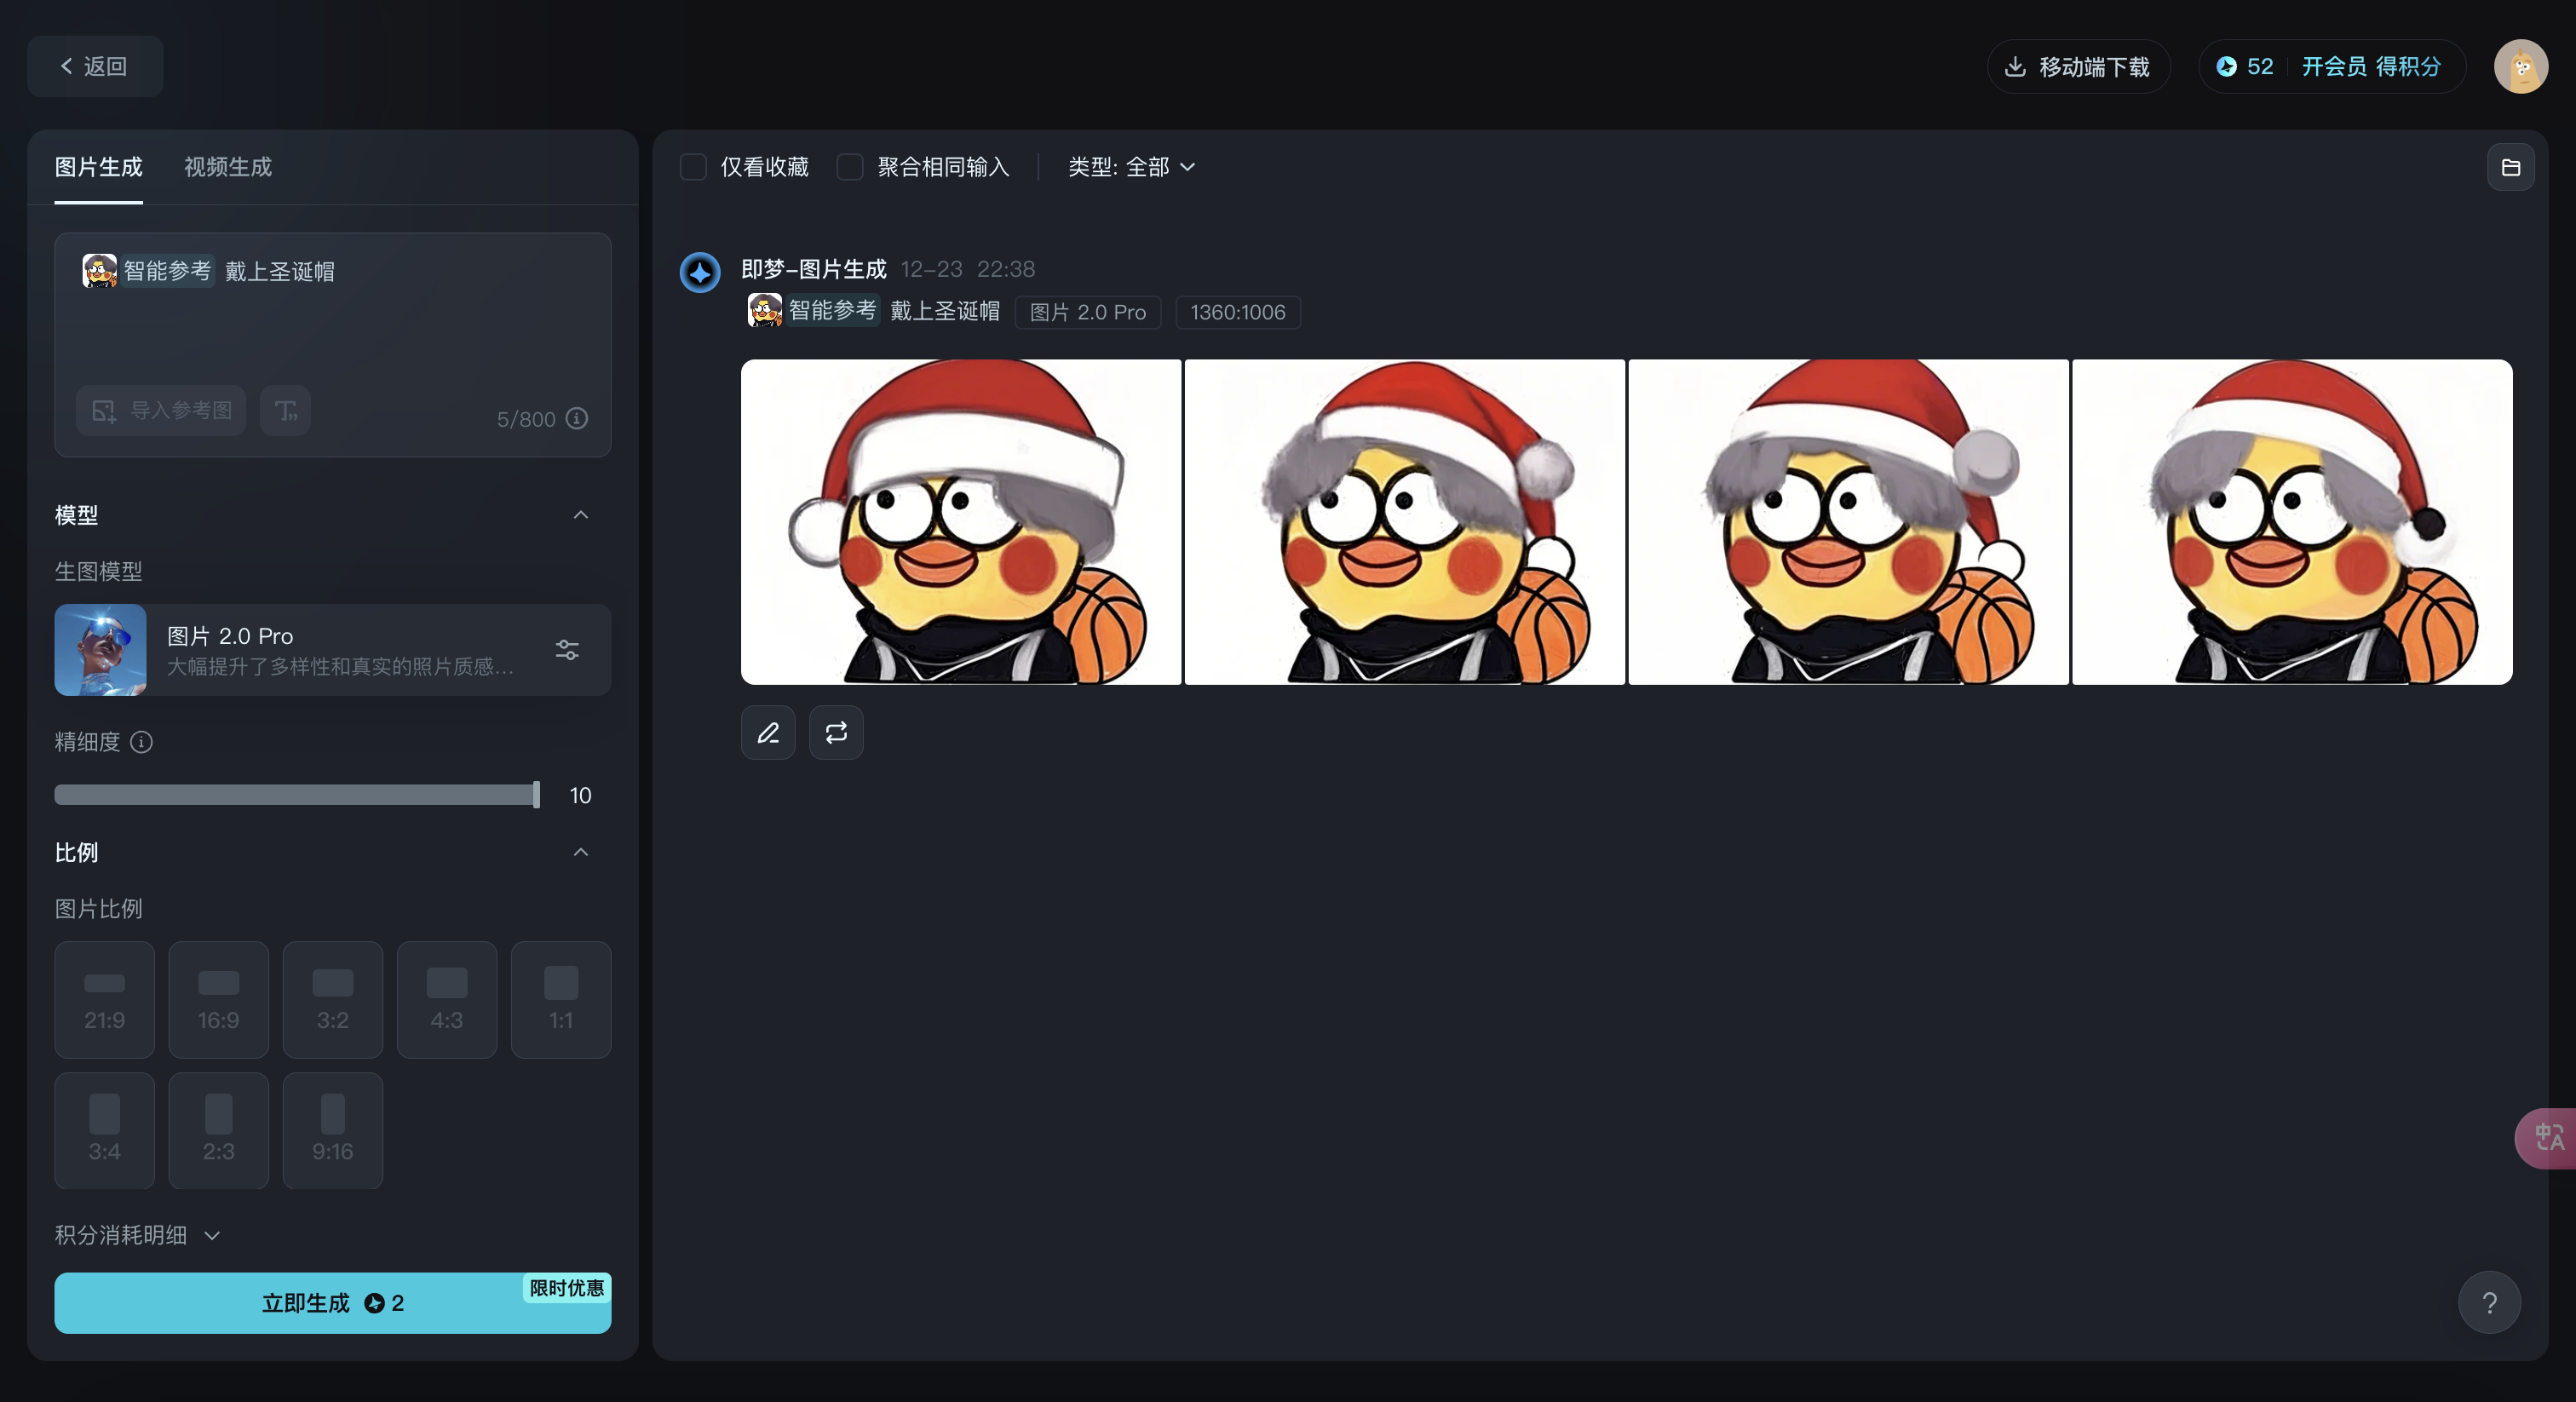 返回
移动端下载
52 开会员 得积分
图片生成 视频生成
智能参考 戴上圣诞帽
导入参考图
5/800
模型
生图模型
图片 2.0 Pro
大幅提升了多样性和真实的照片质感...
精细度
10
比例
图片比例
21:9 16:9 3:2 4:3 1:1
3:4 2:3 9:16
积分消耗明细
限时优惠
立即生成 2
仅看收藏 聚合相同输入 类型: 全部
即梦-图片生成 12-23 22:38
智能参考 戴上圣诞帽 图片 2.0 Pro 1360:1006
中A
?